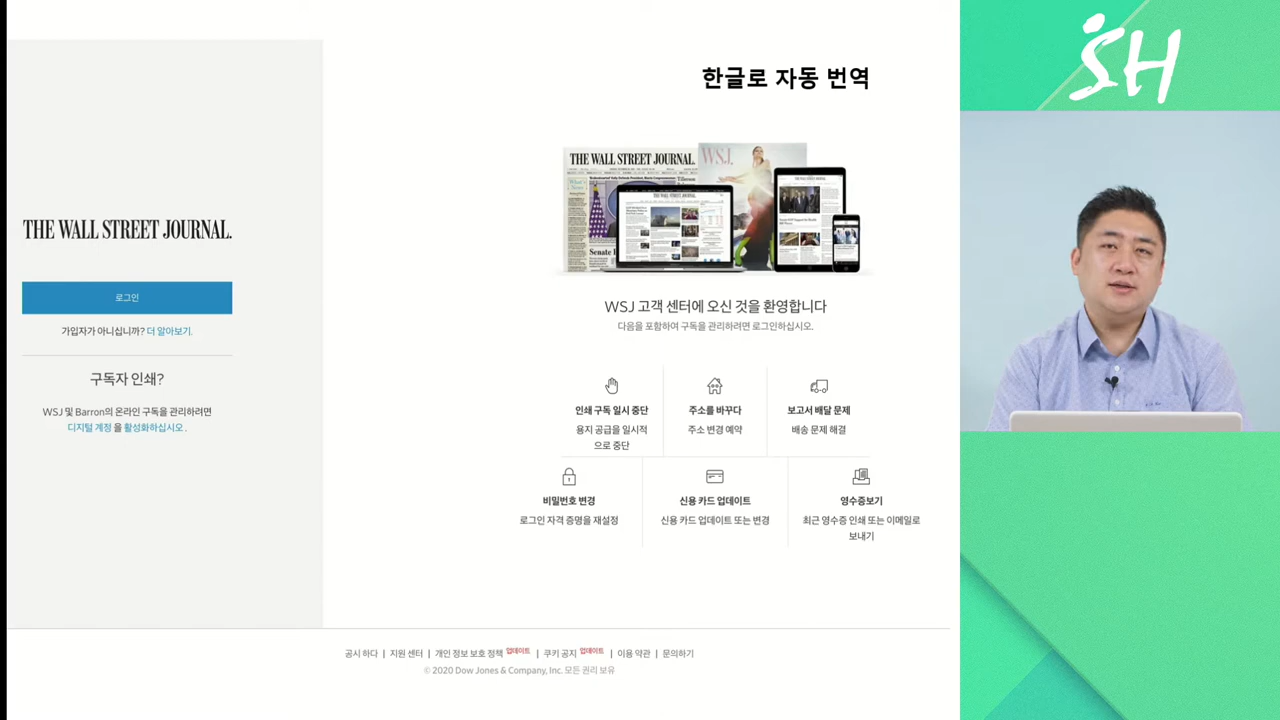 한글로 자동 번역
SH
THE WALL STREET JOURNAL.
로그인
가입자가 아니십니까? 더 알아보기.
구독자 인쇄?
WSJ 및 Barron의 온라인 구독을 관리하려면
디지털 계정 을 활성화하십시오 .
THE WALL STREET JOURNAL.
WSJ.
What's
News
Senate
WSJ 고객 센터에 오신 것을 환영합니다
다음을 포함하여 구독을 관리하려면 로그인하십시오.
인쇄 구독 일시 중단
용지 공급을 일시적
으로 중단
주소를 바꾸다
주소 변경 예약
보고서 배달 문제
배송 문제 해결
비밀번호 변경
로그인 자격 증명을 재설정
신용 카드 업데이트
신용 카드 업데이트 또는 변경
영수증보기
최근 영수증 인쇄 또는 이메일로
보내기
공시 하다 | 지원 센터 | 개인 정보 보호 정책 업데이트 | 쿠키 공지 업데이트 | 이용 약관 | 문의하기
© 2020 Dow Jones & Company, Inc. 모든 권리 보유